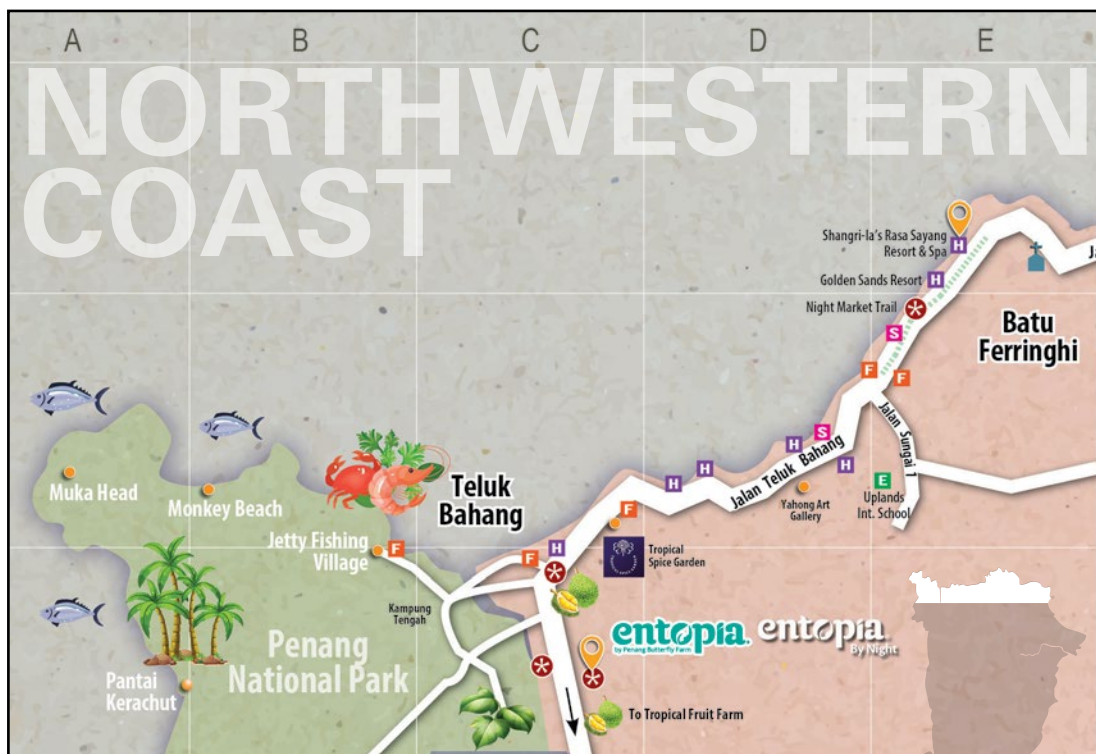 A B C D E
NORTHWESTERN
COAST
Shangri-la's Rasa Sayang
Resort & Spa
H
Golden Sands Resort
H
Night Market Trail
S
Batu
Ferringhi
F
F
Jalan Sungai 1
Muka Head
Monkey Beach
Teluk
Bahang
H
H
Jalan Teluk Bahang
H
S
H
Yahong Art
Gallery
E
Uplands
Int. School
Jetty Fishing
Village
F
F
H
F
Tropical
Spice Garden
Kampung
Tengah
Penang
National Park
Pantai
Kerachut
entopia
by Penang Butterfly Farm
entopia
By Night
To Tropical Fruit Farm